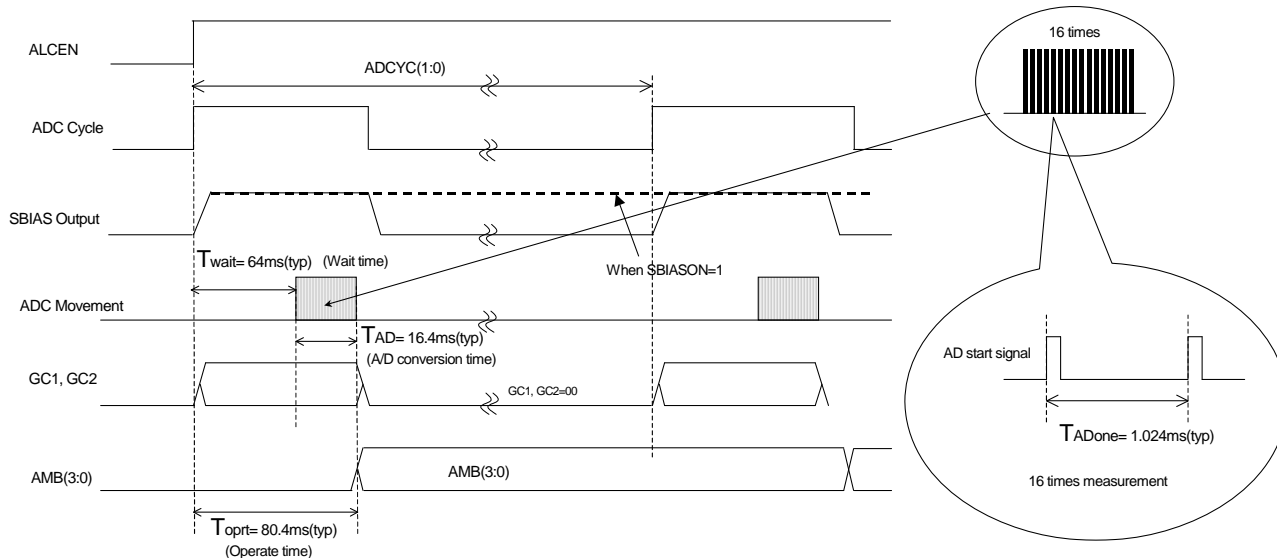 16 times
ALCEN
ADCYC(1:0)
ADC Cycle
SBIAS Output
Twait= 64ms(typ) (Wait time)
When SBIASON=1
ADC Movement
TAD= 16.4ms(typ)
(A/D conversion time)
AD start signal
GC1, GC2
GC1, GC2=00
TADone= 1.024ms(typ)
AMB(3:0)
AMB(3:0)
16 times measurement
Toprt= 80.4ms(typ)
(Operate time)